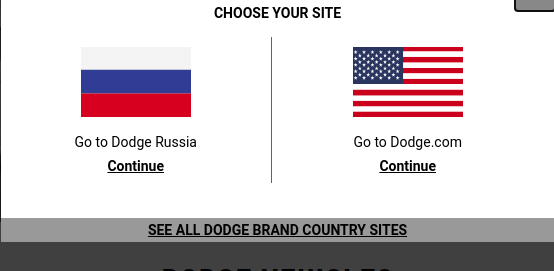 CHOOSE YOUR SITE
Go to Dodge Russia
Continue
Go to Dodge.com
Continue
SEE ALL DODGE BRAND COUNTRY SITES